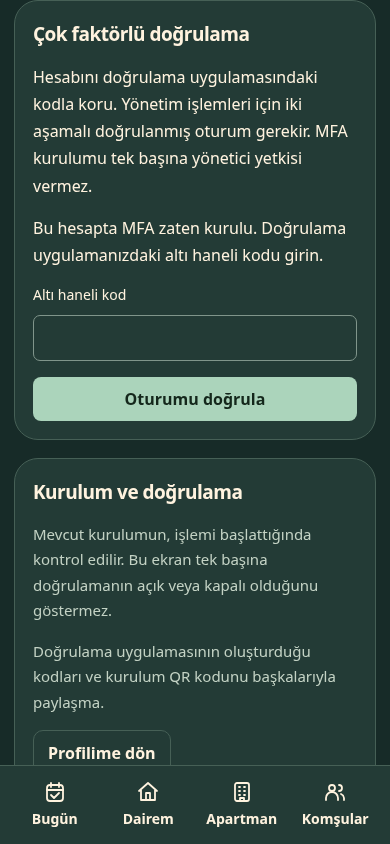 Çok faktörlü doğrulama
Hesabını doğrulama uygulamasındaki
kodla koru. Yönetim işlemleri için iki
aşamalı doğrulanmış oturum gerekir. MFA
kurulumu tek başına yönetici yetkisi
vermez.
Bu hesapta MFA zaten kurulu. Doğrulama
uygulamanızdaki altı haneli kodu girin.
Altı haneli kod
Oturumu doğrula
Kurulum ve doğrulama
Mevcut kurulumun, işlemi başlattığında
kontrol edilir. Bu ekran tek başına
doğrulamanın açık veya kapalı olduğunu
göstermez.
Doğrulama uygulamasının oluşturduğu
kodları ve kurulum QR kodunu başkalarıyla
paylaşma.
Profilime dön
Bugün
Dairem
Apartman
Komşular